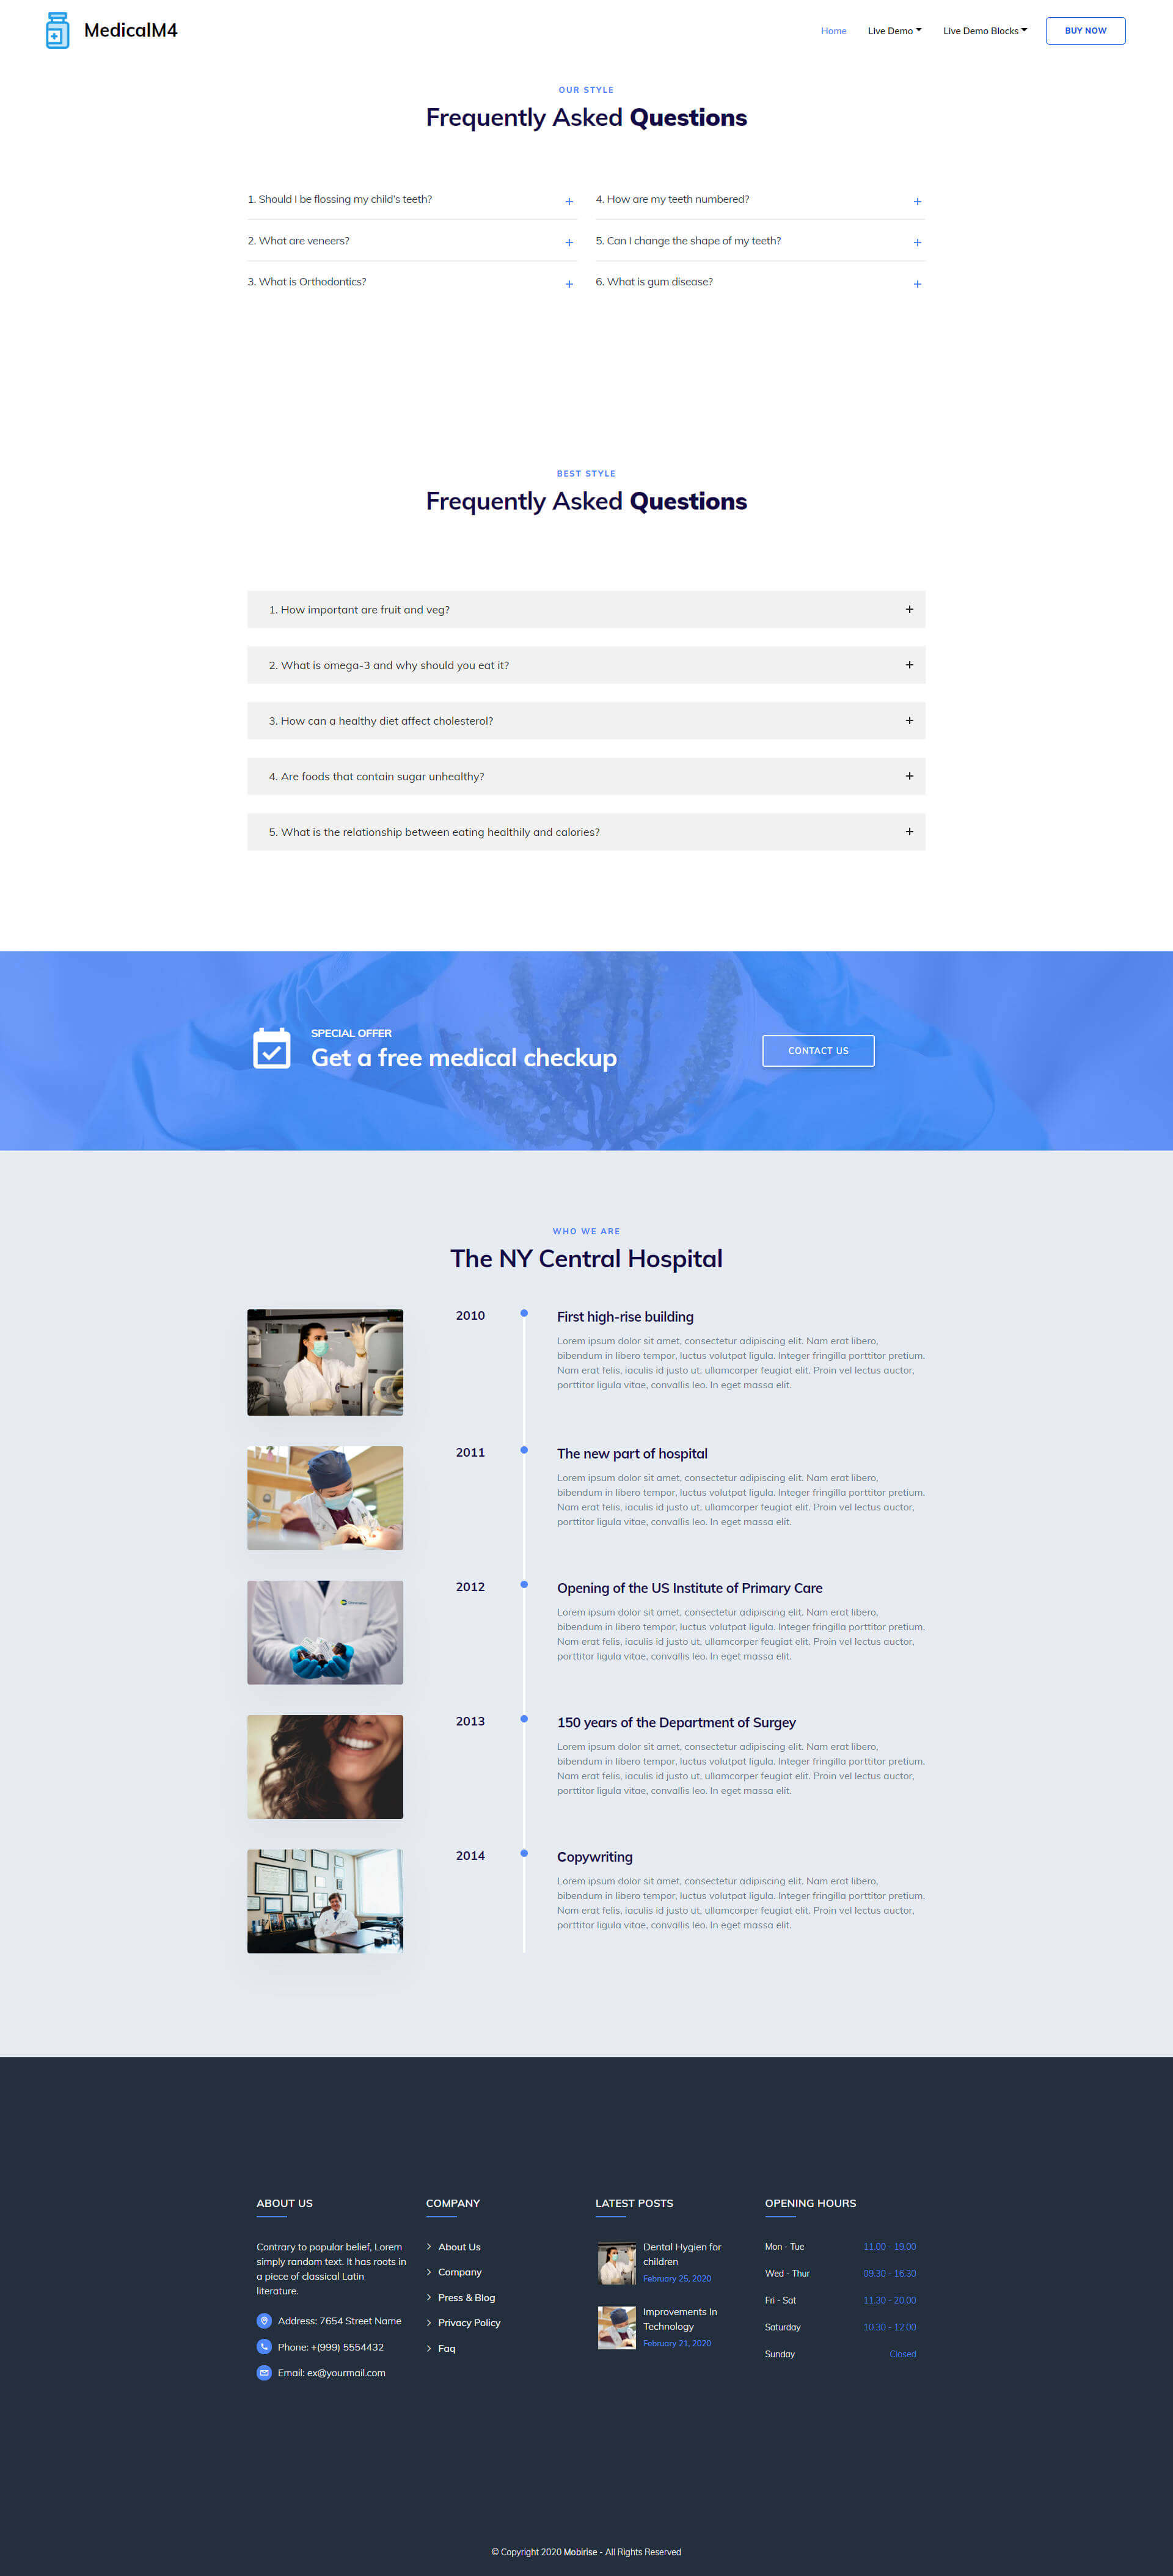 MedicalM4
Home
Live Demo
Live Demo Blocks
BUY NOW
OUR STYLE
Frequently Asked Questions
1. Should I be flossing my child's teeth?
2. What are veneers?
3. What is Orthodontics?
4. How are my teeth numbered?
5. Can I change the shape of my teeth?
6. What is gum disease?
BEST STYLE
Frequently Asked Questions
1. How important are fruit and veg?
2. What is omega-3 and why should you eat it?
3. How can a healthy diet affect cholesterol?
4. Are foods that contain sugar unhealthy?
5. What is the relationship between eating healthily and calories?
SPECIAL OFFER
Get a free medical checkup
CONTACT US
WHO WE ARE
The NY Central Hospital
2010
First high-rise building
Lorem ipsum dolor sit amet, consectetur adipiscing elit. Nam erat libero,
bibendum in libero tempor, luctus volutpat ligula. Integer fringilla porttitor pretium.
Nam erat felis, iaculis id justo ut, ullamcorper feugiat elit. Proin vel lectus auctor,
porttitor ligula vitae, convallis leo. In eget massa elit.
2011
The new part of hospital
Lorem ipsum dolor sit amet, consectetur adipiscing elit. Nam erat libero,
bibendum in libero tempor, luctus volutpat ligula. Integer fringilla porttitor pretium.
Nam erat felis, iaculis id justo ut, ullamcorper feugiat elit. Proin vel lectus auctor,
porttitor ligula vitae, convallis leo. In eget massa elit.
2012
Opening of the US Institute of Primary Care
Lorem ipsum dolor sit amet, consectetur adipiscing elit. Nam erat libero,
bibendum in libero tempor, luctus volutpat ligula. Integer fringilla porttitor pretium.
Nam erat felis, iaculis id justo ut, ullamcorper feugiat elit. Proin vel lectus auctor,
porttitor ligula vitae, convallis leo. In eget massa elit.
2013
150 years of the Department of Surgey
Lorem ipsum dolor sit amet, consectetur adipiscing elit. Nam erat libero,
bibendum in libero tempor, luctus volutpat ligula. Integer fringilla porttitor pretium.
Nam erat felis, iaculis id justo ut, ullamcorper feugiat elit. Proin vel lectus auctor,
porttitor ligula vitae, convallis leo. In eget massa elit.
2014
Copywriting
Lorem ipsum dolor sit amet, consectetur adipiscing elit. Nam erat libero,
bibendum in libero tempor, luctus volutpat ligula. Integer fringilla porttitor pretium.
Nam erat felis, iaculis id justo ut, ullamcorper feugiat elit. Proin vel lectus auctor,
porttitor ligula vitae, convallis leo. In eget massa elit.
ABOUT US
Contrary to popular belief, Lorem
simply random text. It has roots in
a piece of classical Latin
literature.
Address: 7654 Street Name
Phone: +(999) 5554432
Email: ex@yourmail.com
COMPANY
About Us
Company
Press & Blog
Privacy Policy
Faq
LATEST POSTS
Dental Hygien for
children
February 25, 2020
Improvements In
Technology
February 21, 2020
OPENING HOURS
Mon - Tue 11.00 - 19.00
Wed - Thur 09.30 - 16.30
Fri - Sat 11.30 - 20.00
Saturday 10.30 - 12.00
Sunday Closed
© Copyright 2020 Mobirise - All Rights Reserved